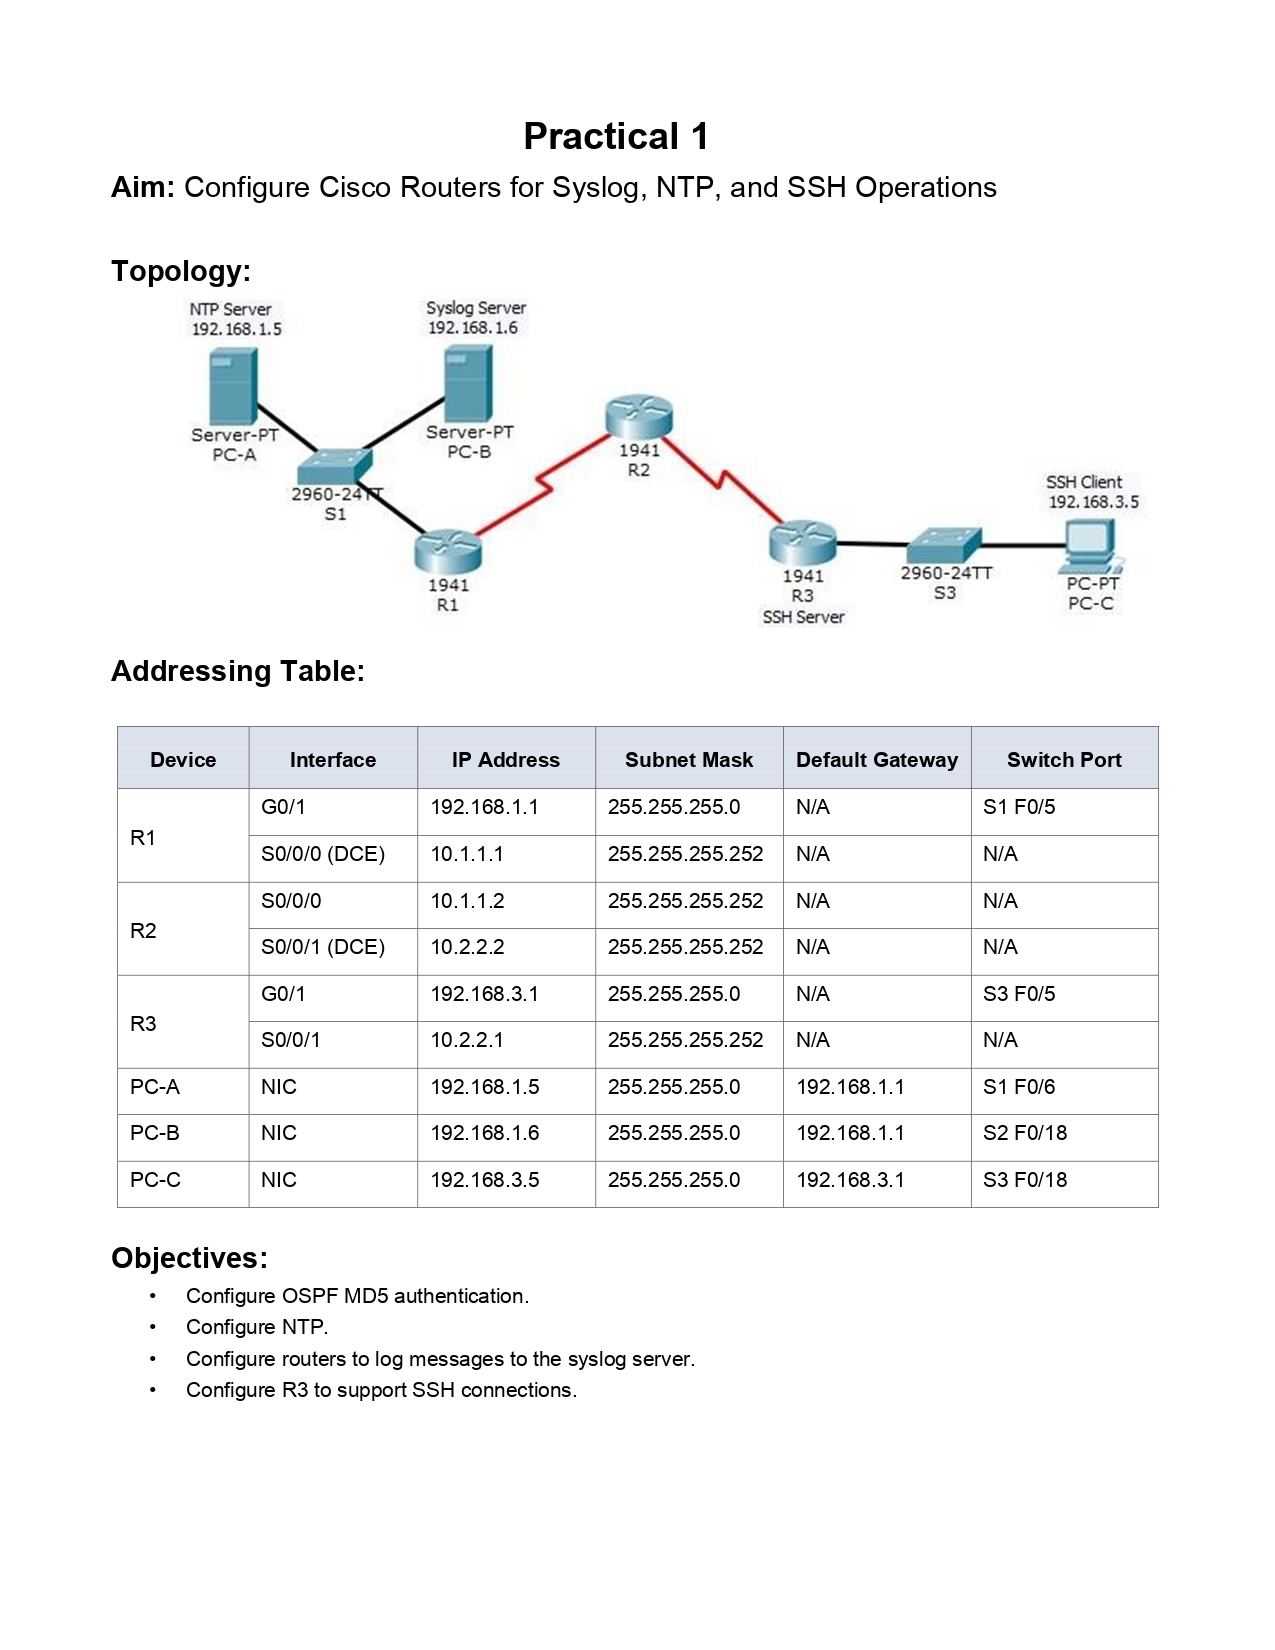 Practical 1
Aim: Configure Cisco Routers for Syslog, NTP, and SSH Operations
Topology:
NTP Server
192.168.1.5
Syslog Server
192.168.1.6
Server-PT
PC-A
Server-PT
PC-B
2960-24TT
S1
1941
R2
1941
R1
1941
R3
SSH Server
2960-24TT
S3
SSH Client
192.168.3.5
PC-PT
PC-C
Addressing Table:
Device Interface IP Address Subnet Mask Default Gateway Switch Port
R1 G0/1 192.168.1.1 255.255.255.0 N/A S1 F0/5
S0/0/0 (DCE) 10.1.1.1 255.255.255.252 N/A N/A
R2 S0/0/0 10.1.1.2 255.255.255.252 N/A N/A
S0/0/1 (DCE) 10.2.2.2 255.255.255.252 N/A N/A
R3 G0/1 192.168.3.1 255.255.255.0 N/A S3 F0/5
S0/0/1 10.2.2.1 255.255.255.252 N/A N/A
PC-A NIC 192.168.1.5 255.255.255.0 192.168.1.1 S1 F0/6
PC-B NIC 192.168.1.6 255.255.255.0 192.168.1.1 S2 F0/18
PC-C NIC 192.168.3.5 255.255.255.0 192.168.3.1 S3 F0/18
Objectives:
• Configure OSPF MD5 authentication.
• Configure NTP.
• Configure routers to log messages to the syslog server.
• Configure R3 to support SSH connections.